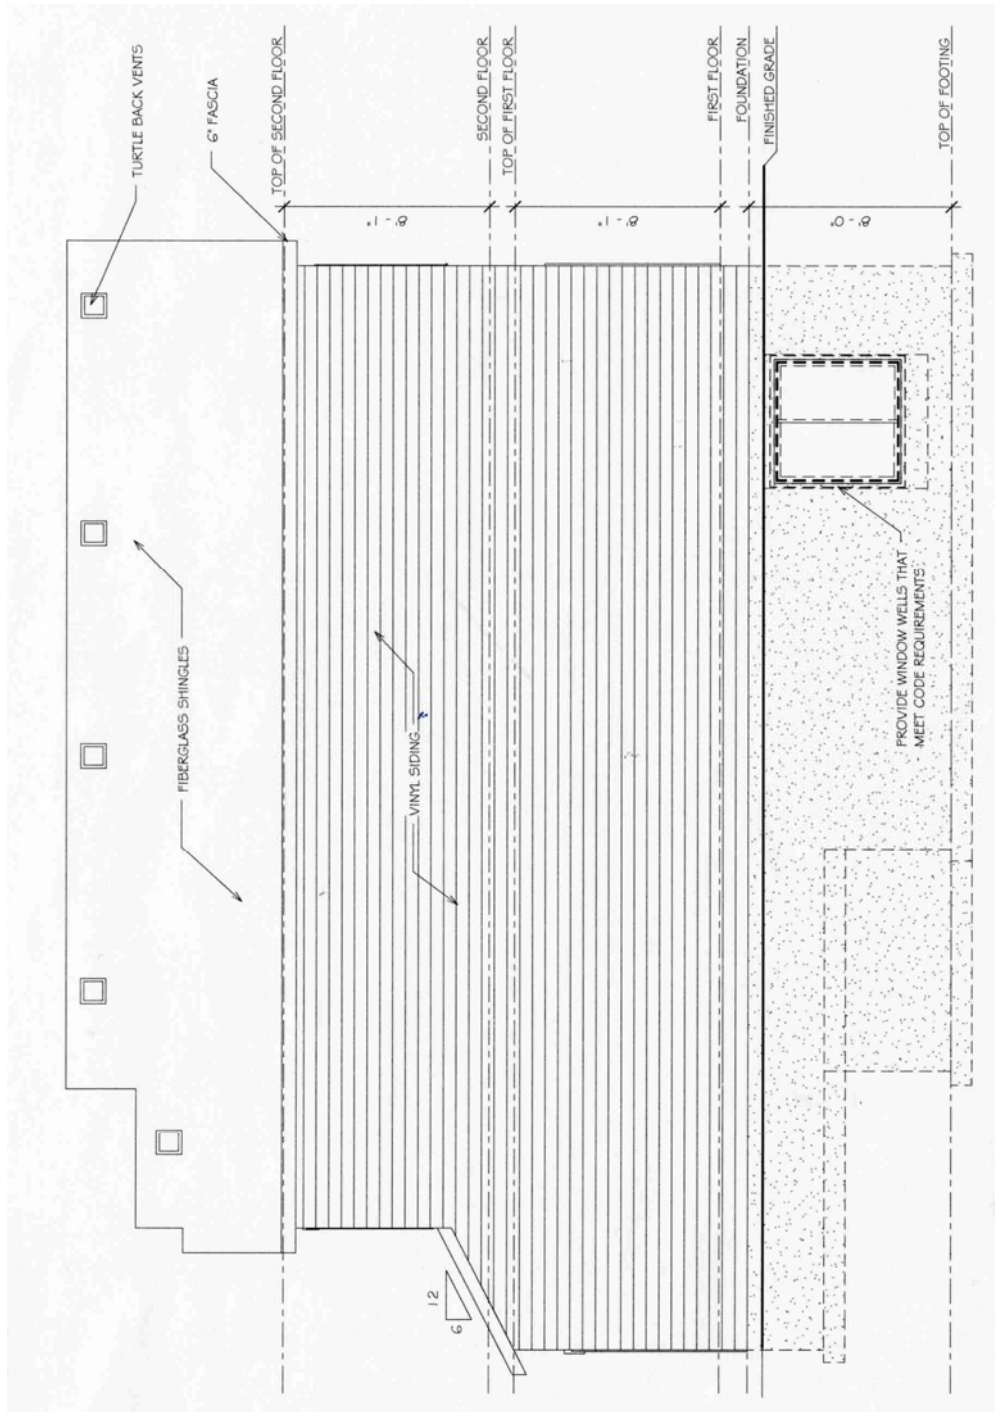 TURTLE BACK VENTS
6" FASCIA
TOP OF SECOND FLOOR
SECOND FLOOR
TOP OF FIRST FLOOR
FIRST FLOOR
FOUNDATION
FINISHED GRADE
TOP OF FOOTING
8'-1"
8'-1"
8'-0"
FIBERGLASS SHINGLES
VINYL SIDING
PROVIDE WINDOW WELLS THAT
MEET CODE REQUIREMENTS
12
6